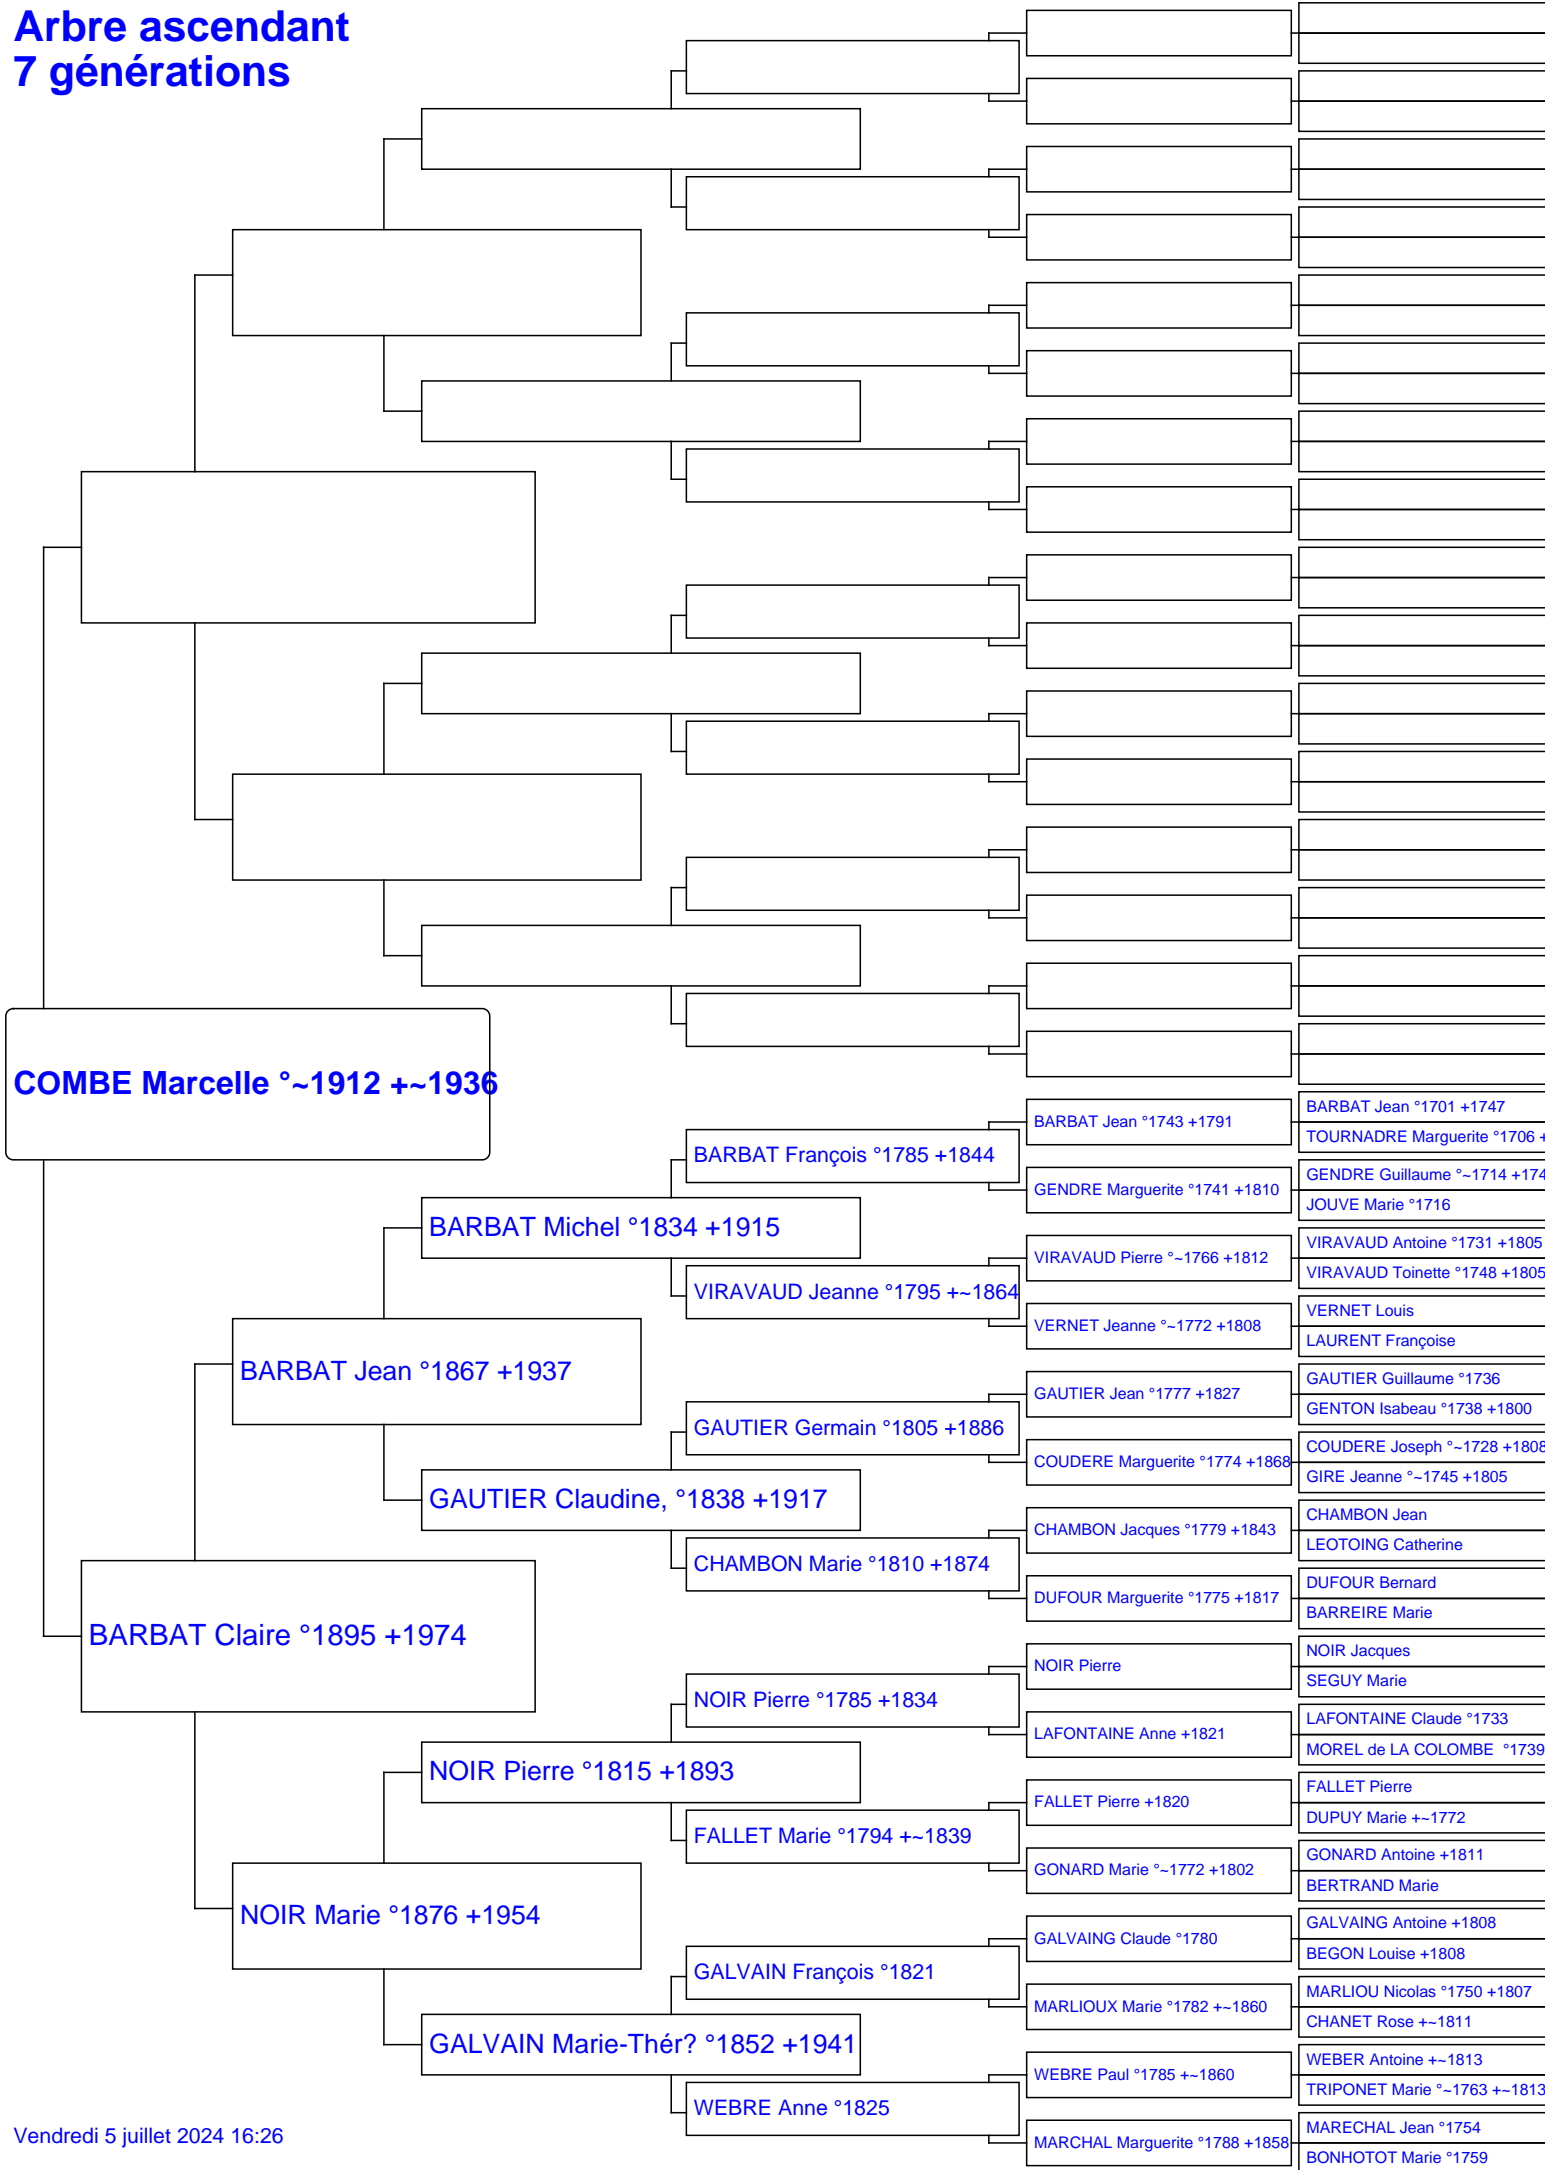 Arbre ascendant
7 générations
COMBE Marcelle °~1912 +~1936
BARBAT Claire °1895 +1974
BARBAT Jean °1867 +1937
NOIR Marie °1876 +1954
BARBAT Michel °1834 +1915
GAUTIER Claudine, °1838 +1917
NOIR Pierre °1815 +1893
GALVAIN Marie-Thér? °1852 +1941
BARBAT François °1785 +1844
VIRAVAUD Jeanne °1795 +~1864
GAUTIER Germain °1805 +1886
CHAMBON Marie °1810 +1874
NOIR Pierre °1785 +1834
FALLET Marie °1794 +~1839
GALVAIN François °1821
WEBRE Anne °1825
BARBAT Jean °1743 +1791
GENDRE Marguerite °1741 +1810
VIRAVAUD Pierre °~1766 +1812
VERNET Jeanne °~1772 +1808
GAUTIER Jean °1777 +1827
COUDERE Marguerite °1774 +1868
CHAMBON Jacques °1779 +1843
DUFOUR Marguerite °1775 +1817
NOIR Pierre
LAFONTAINE Anne +1821
FALLET Pierre +1820
GONARD Marie °~1772 +1802
GALVAING Claude °1780
MARLIOUX Marie °1782 +~1860
WEBRE Paul °1785 +~1860
MARCHAL Marguerite °1788 +1858
BARBAT Jean °1701 +1747
TOURNADRE Marguerite °1706 +
GENDRE Guillaume °~1714 +174
JOUVE Marie °1716
VIRAVAUD Antoine °1731 +1805
VIRAVAUD Toinette °1748 +1805
VERNET Louis
LAURENT Françoise
GAUTIER Guillaume °1736
GENTON Isabeau °1738 +1800
COUDERE Joseph °~1728 +1808
GIRE Jeanne °~1745 +1805
CHAMBON Jean
LEOTOING Catherine
DUFOUR Bernard
BARREIRE Marie
NOIR Jacques
SEGUY Marie
LAFONTAINE Claude °1733
MOREL de LA COLOMBE °1739
FALLET Pierre
DUPUY Marie +~1772
GONARD Antoine +1811
BERTRAND Marie
GALVAING Antoine +1808
BEGON Louise +1808
MARLIOU Nicolas °1750 +1807
CHANET Rose +~1811
WEBER Antoine +~1813
TRIPONET Marie °~1763 +~1813
MARECHAL Jean °1754
BONHOTOT Marie °1759
Vendredi 5 juillet 2024 16:26